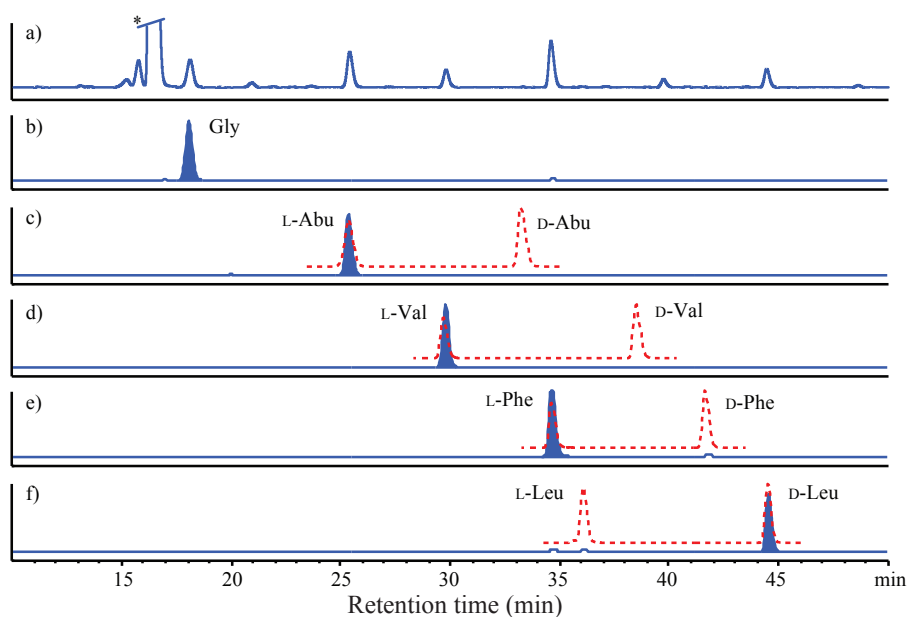 a)
*
b)
Gly
c)
L-Abu
D-Abu
d)
L-Val
D-Val
e)
L-Phe
D-Phe
f)
L-Leu
D-Leu
15 20 25 30 35 40 45 min
Retention time (min)